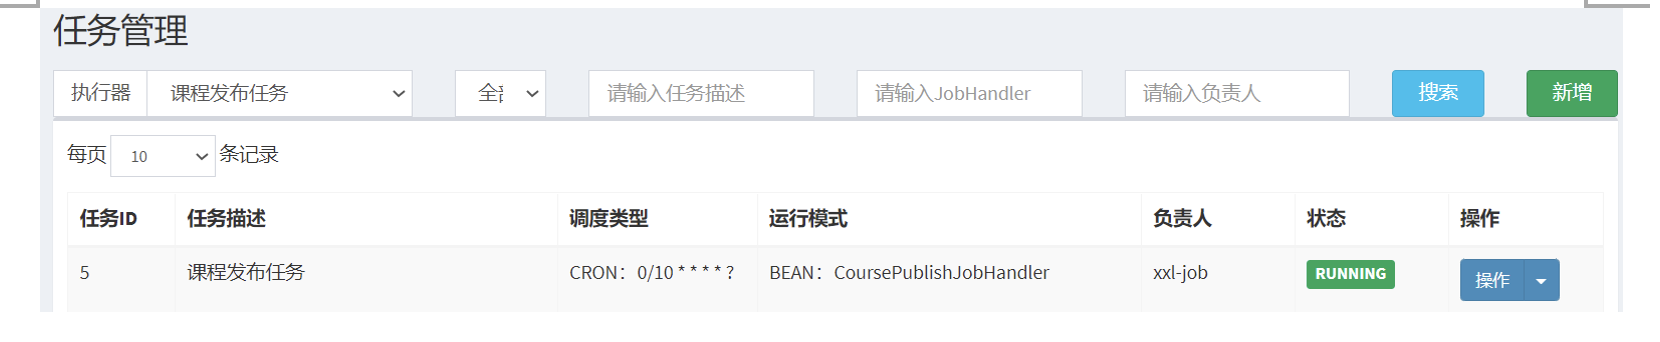 任务管理
执行器 课程发布任务 全 请输入任务描述 请输入JobHandler 请输入负责人 搜索 新增
每页 10 条记录
任务ID 任务描述 调度类型 运行模式 负责人 状态 操作
5 课程发布任务 CRON：0/10 * * * * ? BEAN：CoursePublishJobHandler xxl-job RUNNING 操作